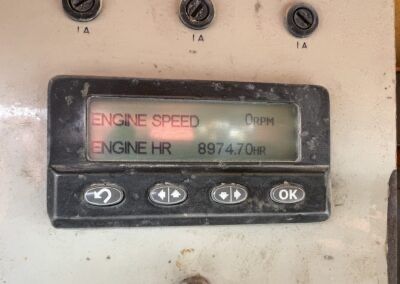 1A
1A
1A
ENGINE SPEED 0RPM
ENGINE HR 8974.70HR
OK